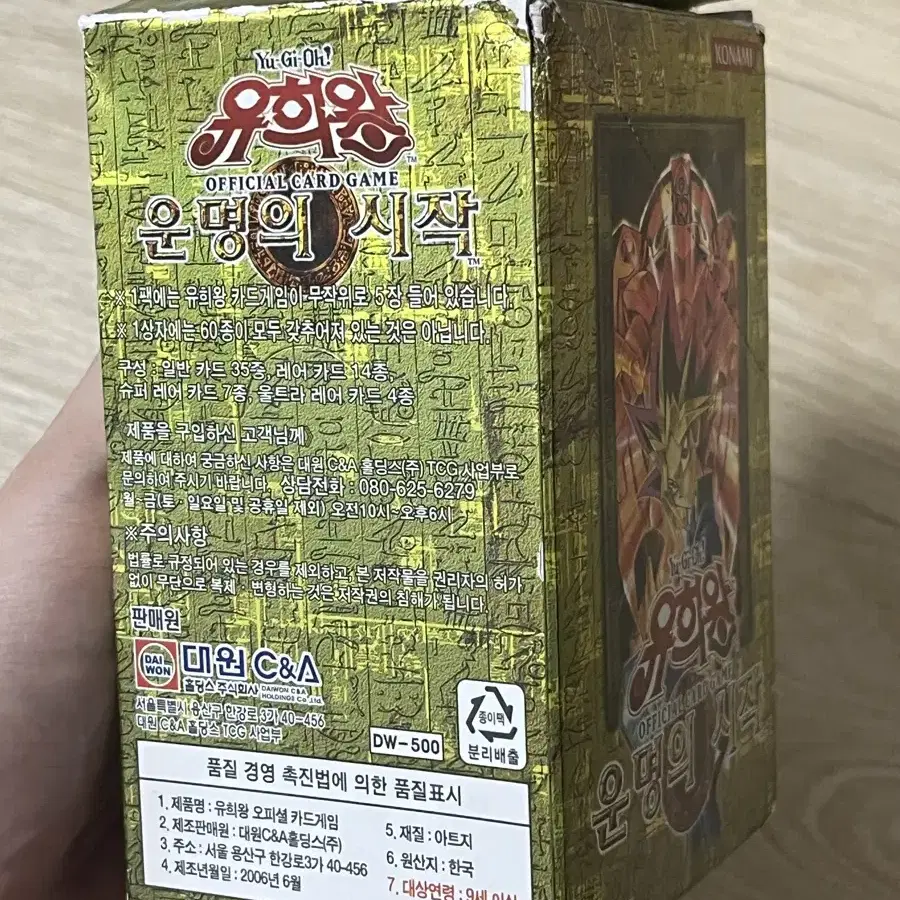 Yu-Gi-Oh!
유희왕™
OFFICIAL CARD GAME
운명의 시작™
※ 1팩에는 유희왕 카드게임이 무작위로 5장 들어 있습니다.
※ 1상자에는 60종이 모두 갖추어져 있는 것은 아닙니다.
구성 : 일반 카드 35종, 레어 카드 14종,
슈퍼 레어 카드 7종, 울트라 레어 카드 4종
제품을 구입하신 고객님께
제품에 대하여 궁금하신 사항은 대원 C&A 홀딩스(주) TCG 사업부로
문의하여 주시기 바랍니다. 상담전화 : 080-625-6279
월~금(토·일요일 및 공휴일 제외) 오전10시~오후6시
※주의사항
법률로 규정되어 있는 경우를 제외하고, 본 저작물을 권리자의 허가
없이 무단으로 복제·변형하는 것은 저작권의 침해가 됩니다.
판매원
DAI WON
대원 C&A
홀딩스 주식회사 DAIWON C&A HOLDINGS Co.,Ltd.
서울특별시 용산구 한강로 3가 40-456
대원 C&A 홀딩스 TCG 사업부
DW-500
종이팩
분리배출
품질 경영 촉진법에 의한 품질표시
1. 제품명 : 유희왕 오피셜 카드게임
2. 제조판매원 : 대원C&A홀딩스(주)
3. 주소 : 서울 용산구 한강로3가 40-456
4. 제조년월일 : 2006년 6월
5. 재질 : 아트지
6. 원산지 : 한국
7. 대상연령 : 9세 이상
KONAMI
Yu-Gi-Oh!
유희왕
OFFICIAL CARD GAME
운명의 시작